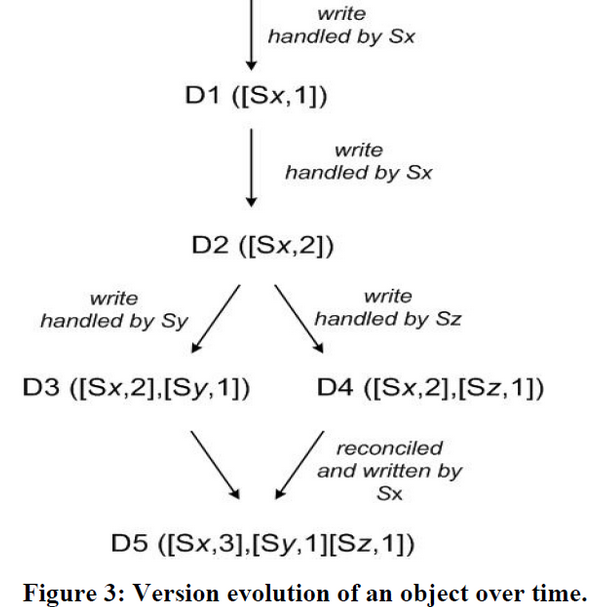 write
handled by Sx
D1 ([Sx,1])
write
handled by Sx
D2 ([Sx,2])
write
handled by Sy
write
handled by Sz
D3 ([Sx,2],[Sy,1])
D4 ([Sx,2],[Sz,1])
reconciled
and written by
Sx
D5 ([Sx,3],[Sy,1][Sz,1])
Figure 3: Version evolution of an object over time.